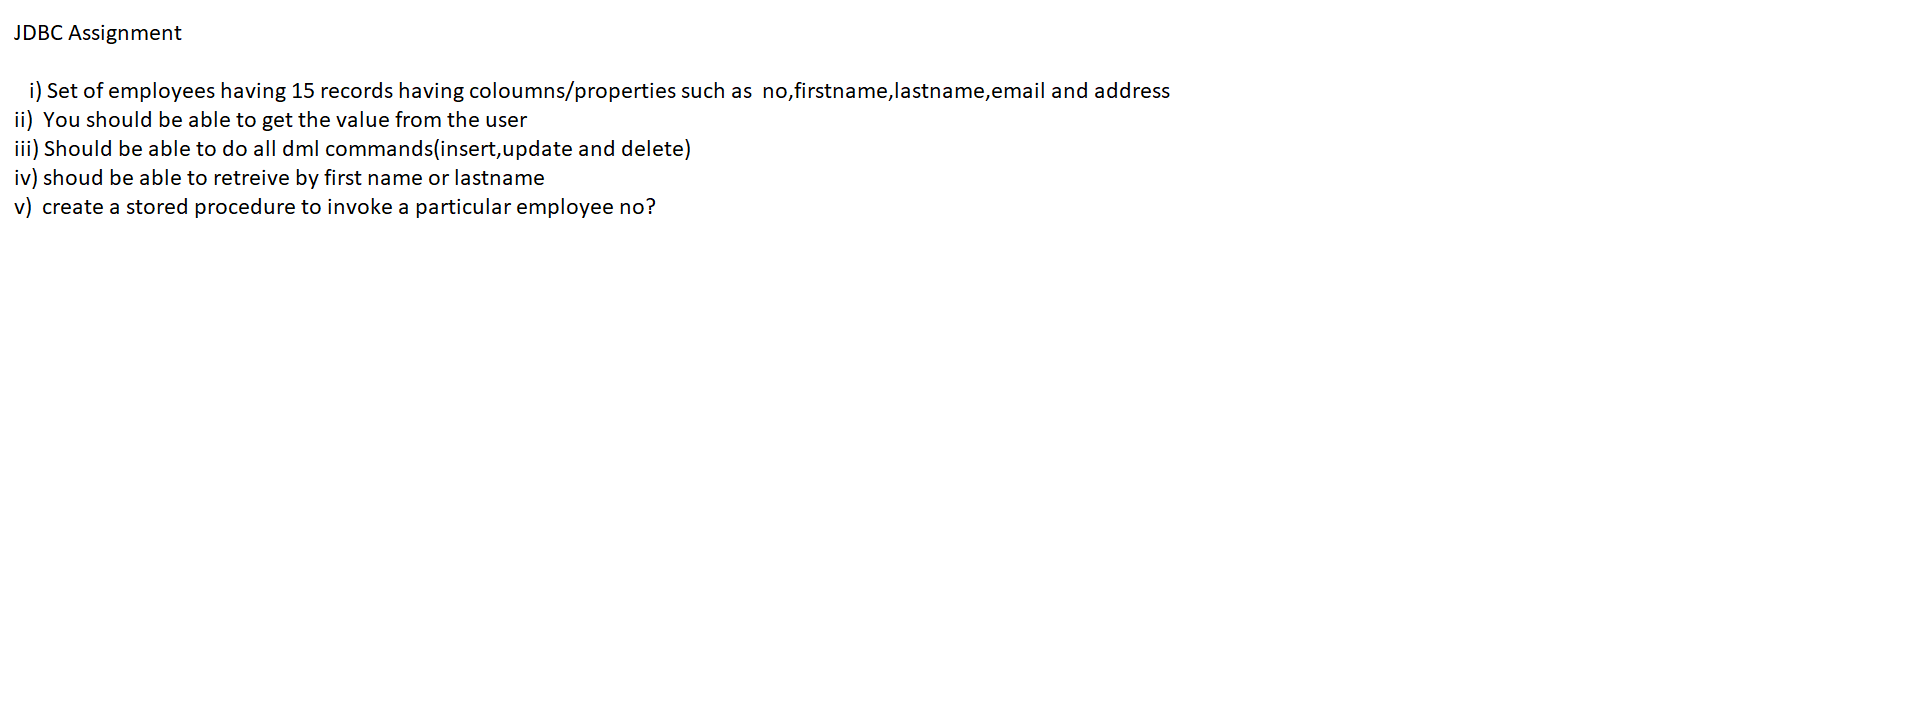 JDBC Assignment
i) Set of employees having 15 records having coloumns/properties such as  no,firstname,lastname,email and address
ii)  You should be able to get the value from the user
iii) Should be able to do all dml commands(insert,update and delete)
iv) shoud be able to retreive by first name or lastname
v)  create a stored procedure to invoke a particular employee no?